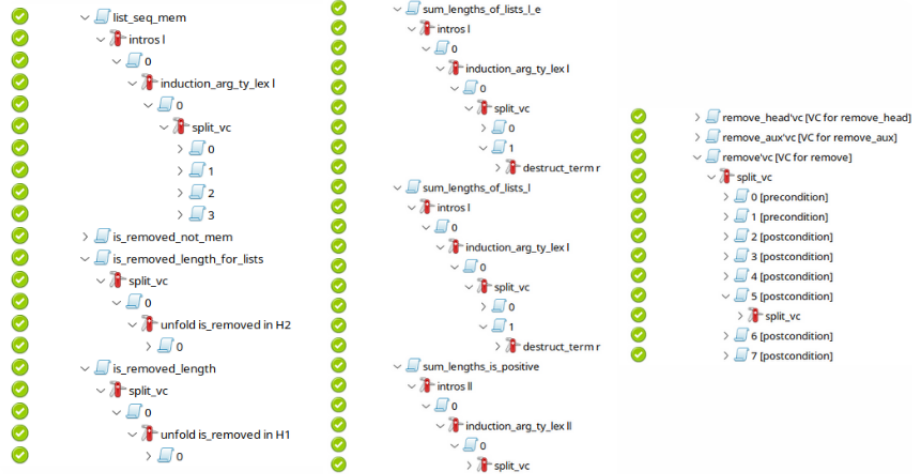 list_seq_mem
intros l
0
induction_arg_ty_lex l
0
split_vc
0
1
2
3
is_removed_not_mem
is_removed_length_for_lists
split_vc
0
unfold is_removed in H2
0
is_removed_length
split_vc
0
unfold is_removed in H1
0
sum_lengths_of_lists_l_e
intros l
0
induction_arg_ty_lex l
0
split_vc
0
1
destruct_term r
sum_lengths_of_lists_l
intros l
0
induction_arg_ty_lex l
0
split_vc
0
1
destruct_term r
sum_lengths_is_positive
intros ll
0
induction_arg_ty_lex ll
0
split_vc
remove_head'vc [VC for remove_head]
remove_aux'vc [VC for remove_aux]
remove'vc [VC for remove]
split_vc
0 [precondition]
1 [precondition]
2 [postcondition]
3 [postcondition]
4 [postcondition]
5 [postcondition]
split_vc
6 [postcondition]
7 [postcondition]